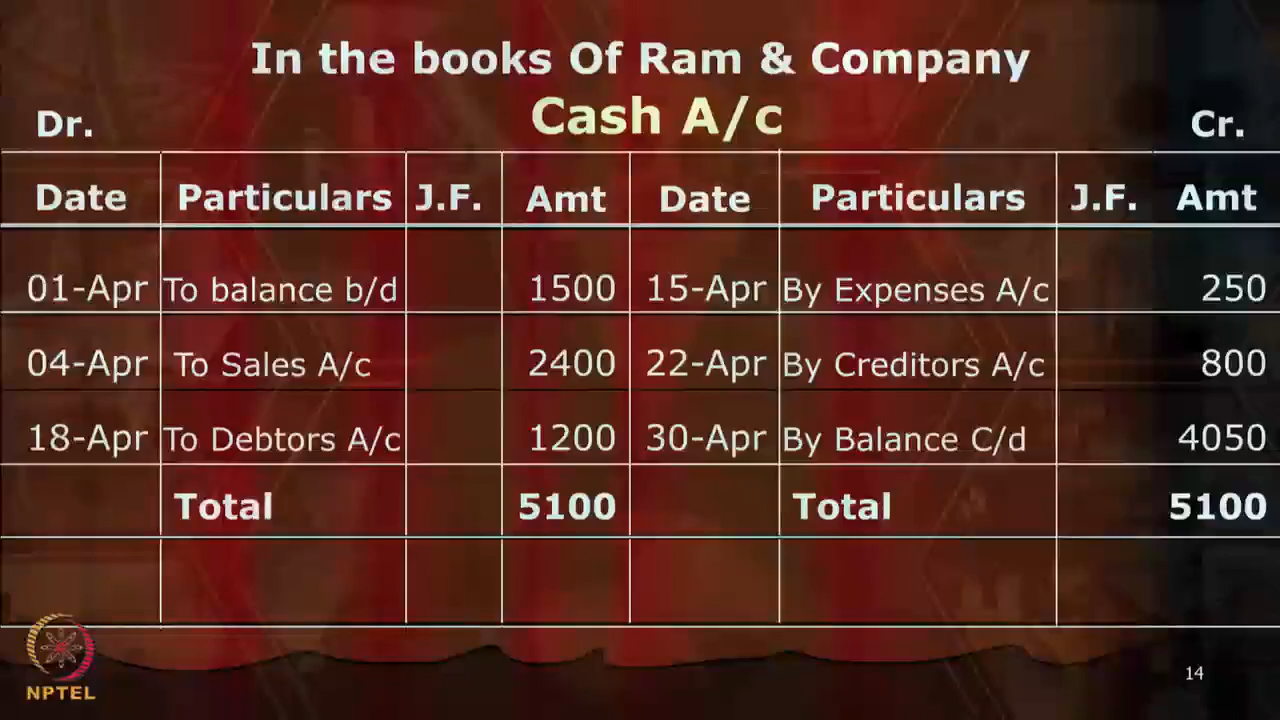 In the books Of Ram & Company
Dr. Cash A/c Cr.
Date Particulars J.F. Amt Date Particulars J.F. Amt
01-Apr To balance b/d 1500 15-Apr By Expenses A/c 250
04-Apr To Sales A/c 2400 22-Apr By Creditors A/c 800
18-Apr To Debtors A/c 1200 30-Apr By Balance C/d 4050
Total 5100 Total 5100
NPTEL
14